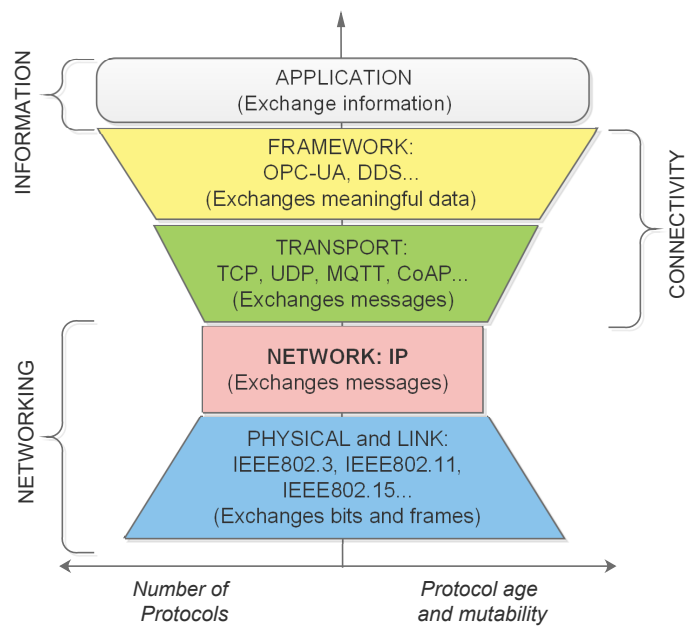 INFORMATION
APPLICATION
(Exchange information)
FRAMEWORK:
OPC-UA, DDS...
(Exchanges meaningful data)
CONNECTIVITY
TRANSPORT:
TCP, UDP, MQTT, CoAP...
(Exchanges messages)
NETWORKING
NETWORK: IP
(Exchanges messages)
PHYSICAL and LINK:
IEEE802.3, IEEE802.11,
IEEE802.15...
(Exchanges bits and frames)
Number of
Protocols
Protocol age
and mutability